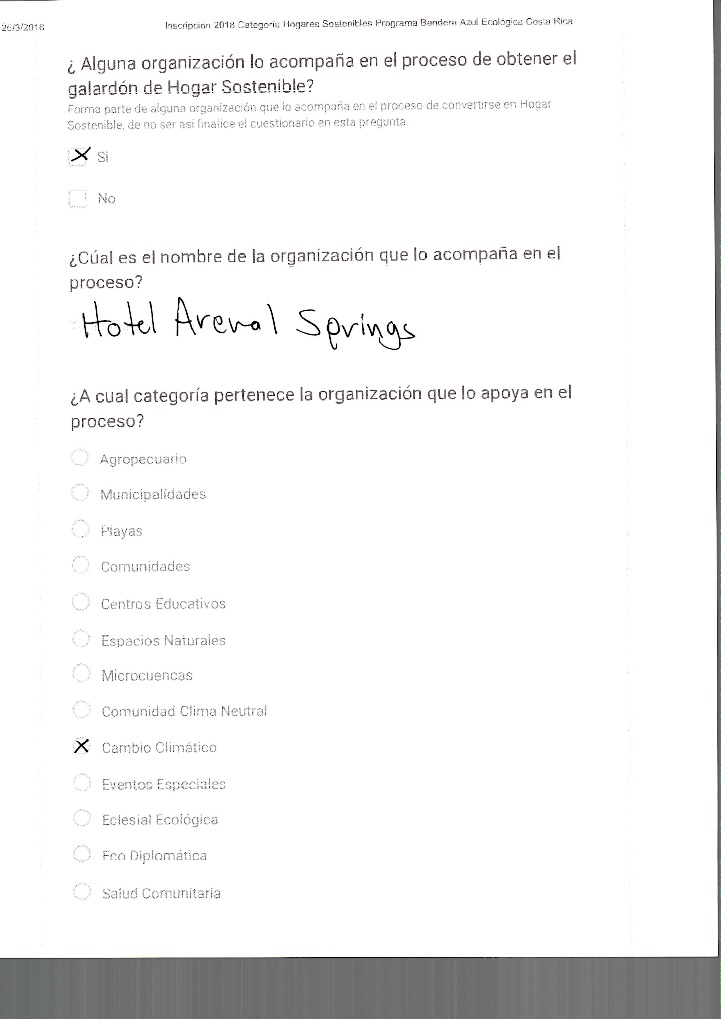 26/3/2018
Inscripción 2018 Categoría Hogares Sostenibles Programa Bandera Azul Ecológica Costa Rica
¿ Alguna organización lo acompaña en el proceso de obtener el
galardón de Hogar Sostenible?
Forma parte de alguna organización que lo acompaña en el proceso de convertirse en Hogar
Sostenible, de no ser así finalice el cuestionario en esta pregunta.
X Si
No
¿Cúal es el nombre de la organización que lo acompaña en el
proceso?
Hotel Arenal Springs
¿A cual categoría pertenece la organización que lo apoya en el
proceso?
Agropecuario
Municipalidades
Playas
Comunidades
Centros Educativos
Espacios Naturales
Microcuencas
Comunidad Clima Neutral
X Cambio Climático
Eventos Especiales
Eclesial Ecológica
Eco Diplomática
Salud Comunitaria